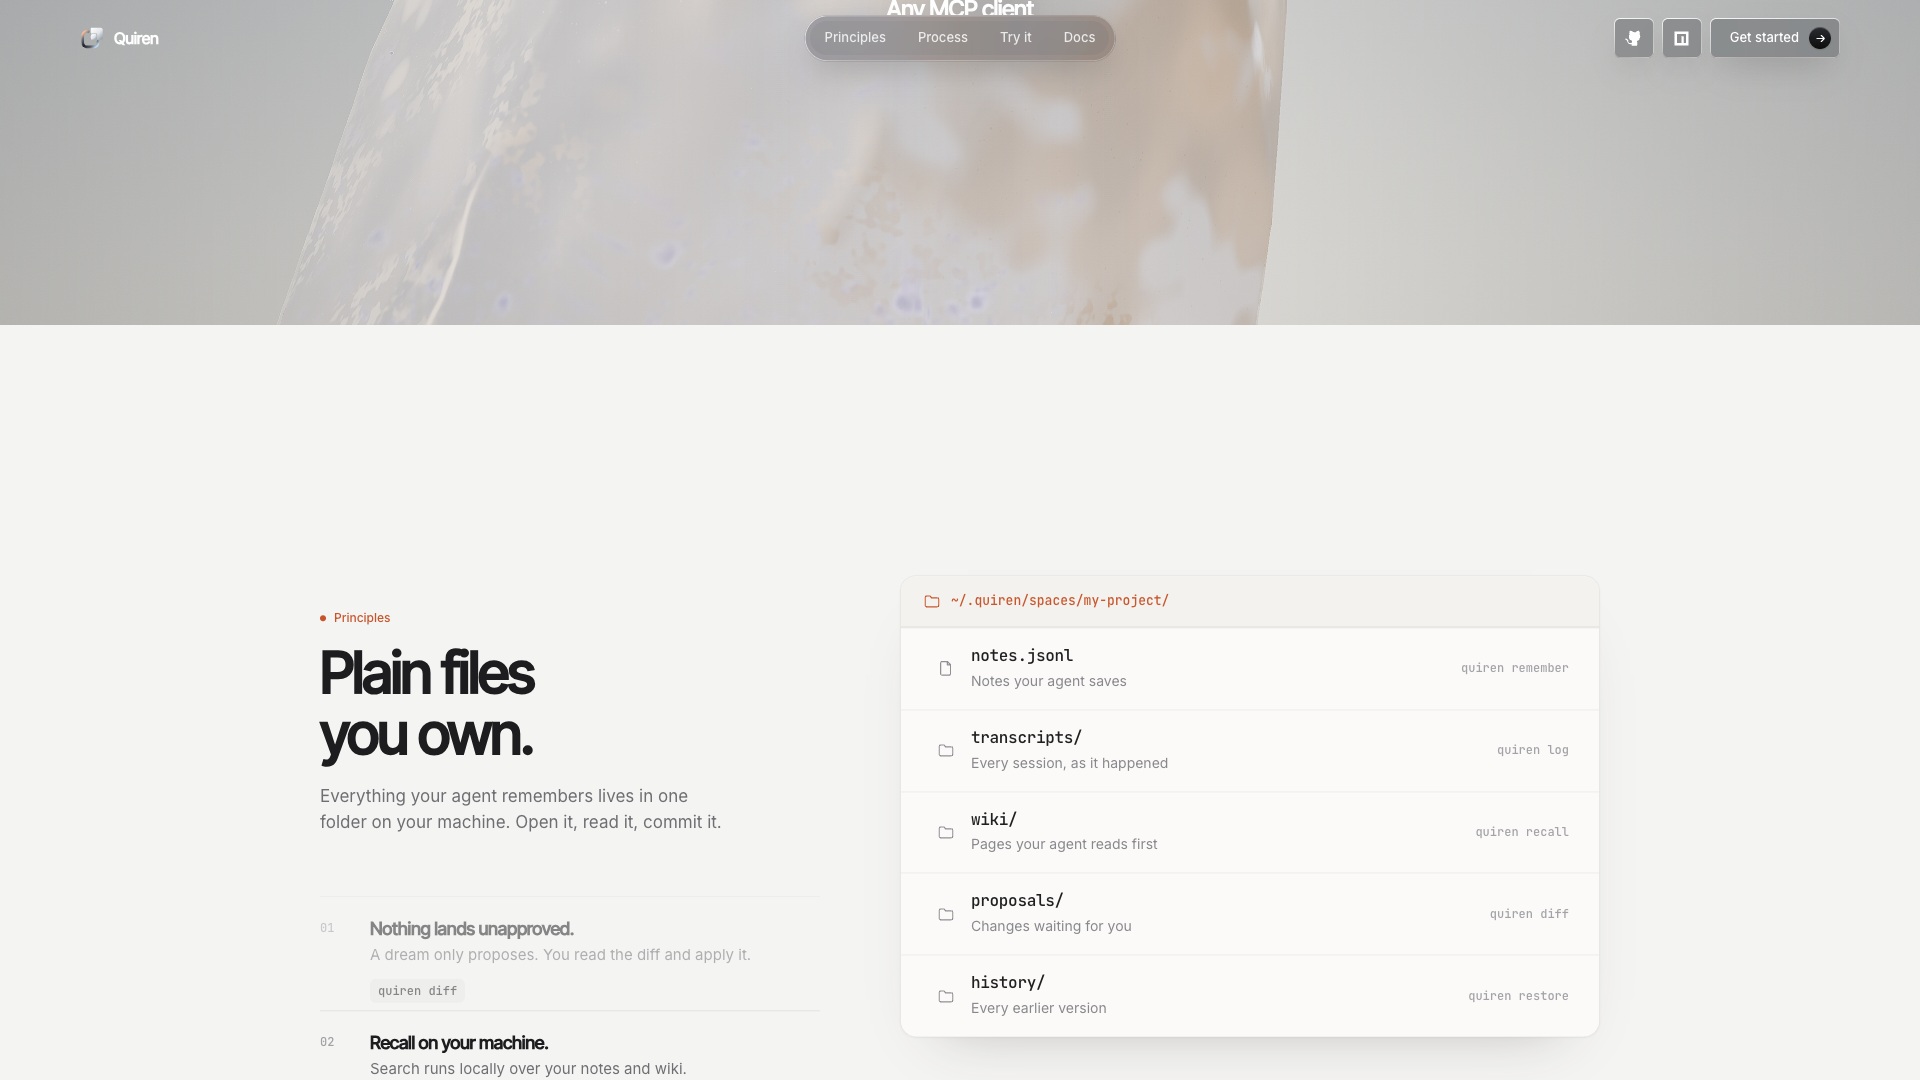 Any MCP client
Quiren
Principles
Process
Try it
Docs
Get started
Principles
Plain files
you own.
Everything your agent remembers lives in one
folder on your machine. Open it, read it, commit it.
01
Nothing lands unapproved.
A dream only proposes. You read the diff and apply it.
quiren diff
02
Recall on your machine.
Search runs locally over your notes and wiki.
~/.quiren/spaces/my-project/
notes.jsonl
Notes your agent saves
quiren remember
transcripts/
Every session, as it happened
quiren log
wiki/
Pages your agent reads first
quiren recall
proposals/
Changes waiting for you
quiren diff
history/
Every earlier version
quiren restore